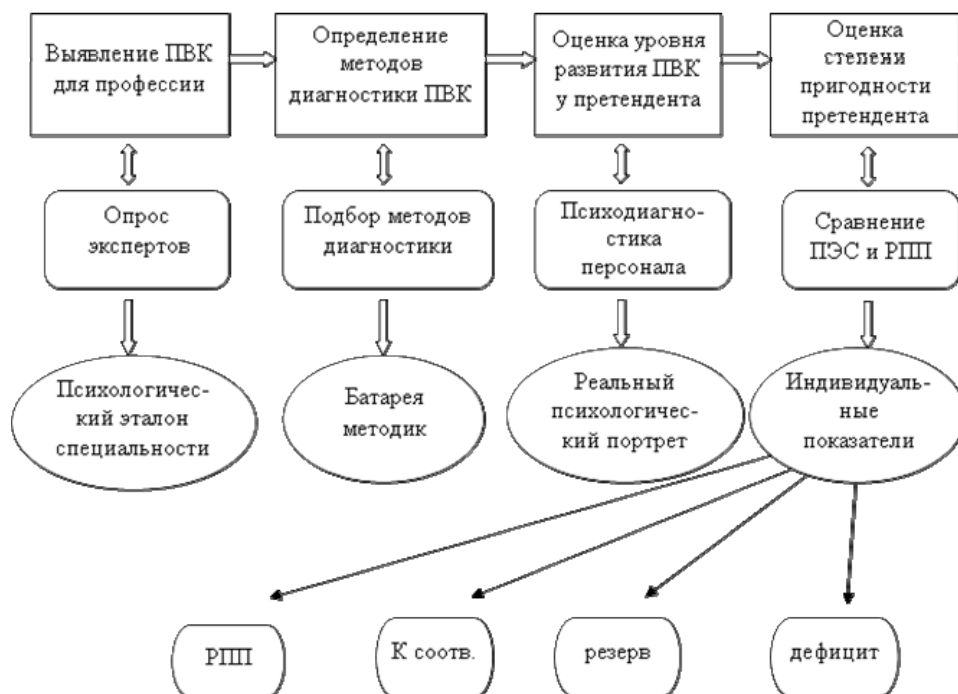 Выявление ПВК
для профессии
Определение
методов
диагностики ПВК
Оценка уровня
развития ПВК
у претендента
Оценка
степени
пригодности
претендента
Опрос
экспертов
Подбор методов
диагностики
Психодиагно-
стика
персонала
Сравнение
ПЭС и РПП
Психологичес-
кий эталон
специальности
Батарея
методик
Реальный
психологичес-
кий портрет
Индивидуаль-
ные
показатели
РПП
К соотв.
резерв
дефицит